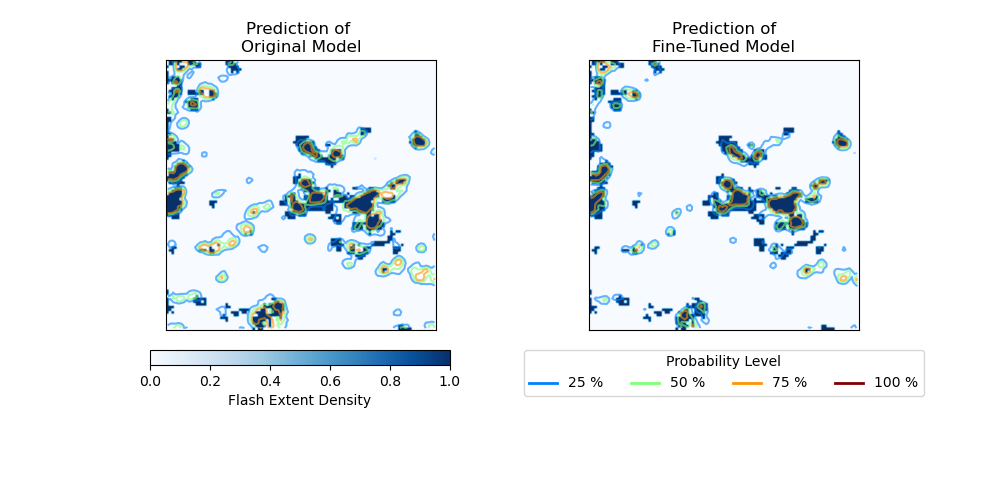 Prediction of
Original Model
Prediction of
Fine-Tuned Model
0.0 0.2 0.4 0.6 0.8 1.0
Flash Extent Density
Probability Level
25 % 50 % 75 % 100 %